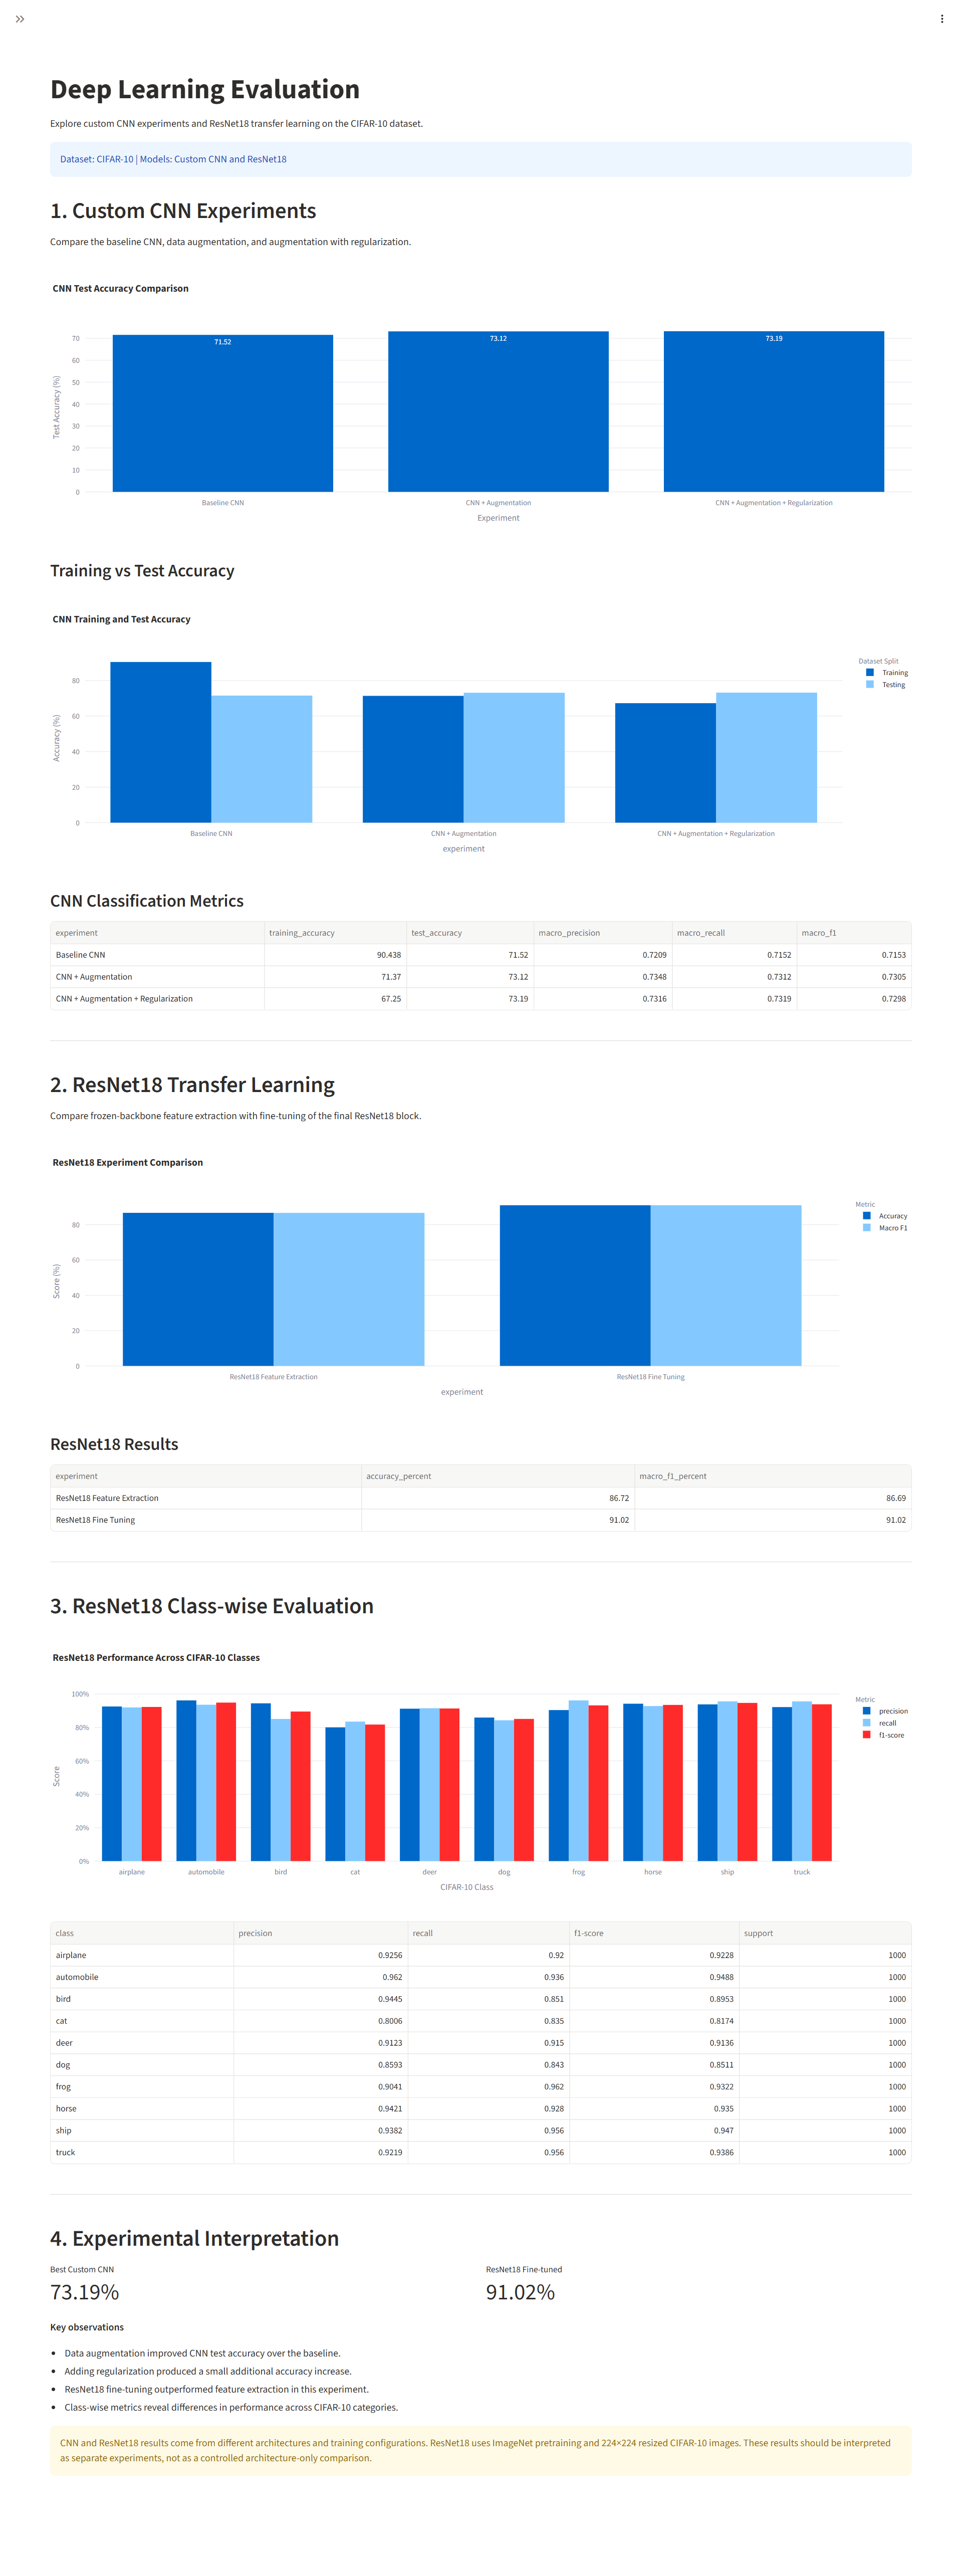 Deep Learning Evaluation
Explore custom CNN experiments and ResNet18 transfer learning on the CIFAR-10 dataset.
Dataset: CIFAR-10 | Models: Custom CNN and ResNet18
1. Custom CNN Experiments
Compare the baseline CNN, data augmentation, and augmentation with regularization.
CNN Test Accuracy Comparison
Test Accuracy (%)
70
60
50
40
30
20
10
0
71.52
73.12
73.19
Baseline CNN
CNN + Augmentation
CNN + Augmentation + Regularization
Experiment
Training vs Test Accuracy
CNN Training and Test Accuracy
Accuracy (%)
80
60
40
20
0
Dataset Split
Training
Testing
Baseline CNN
CNN + Augmentation
CNN + Augmentation + Regularization
experiment
CNN Classification Metrics
experiment training_accuracy test_accuracy macro_precision macro_recall macro_f1
Baseline CNN 90.438 71.52 0.7209 0.7152 0.7153
CNN + Augmentation 71.37 73.12 0.7348 0.7312 0.7305
CNN + Augmentation + Regularization 67.25 73.19 0.7316 0.7319 0.7298
2. ResNet18 Transfer Learning
Compare frozen-backbone feature extraction with fine-tuning of the final ResNet18 block.
ResNet18 Experiment Comparison
Score (%)
80
60
40
20
0
Metric
Accuracy
Macro F1
ResNet18 Feature Extraction
ResNet18 Fine Tuning
experiment
ResNet18 Results
experiment accuracy_percent macro_f1_percent
ResNet18 Feature Extraction 86.72 86.69
ResNet18 Fine Tuning 91.02 91.02
3. ResNet18 Class-wise Evaluation
ResNet18 Performance Across CIFAR-10 Classes
Score
100%
80%
60%
40%
20%
0%
Metric
precision
recall
f1-score
airplane automobile bird cat deer dog frog horse ship truck
CIFAR-10 Class
class precision recall f1-score support
airplane 0.9256 0.92 0.9228 1000
automobile 0.962 0.936 0.9488 1000
bird 0.9445 0.851 0.8953 1000
cat 0.8006 0.835 0.8174 1000
deer 0.9123 0.915 0.9136 1000
dog 0.8593 0.843 0.8511 1000
frog 0.9041 0.962 0.9322 1000
horse 0.9421 0.928 0.935 1000
ship 0.9382 0.956 0.947 1000
truck 0.9219 0.956 0.9386 1000
4. Experimental Interpretation
Best Custom CNN
73.19%
ResNet18 Fine-tuned
91.02%
Key observations
• Data augmentation improved CNN test accuracy over the baseline.
• Adding regularization produced a small additional accuracy increase.
• ResNet18 fine-tuning outperformed feature extraction in this experiment.
• Class-wise metrics reveal differences in performance across CIFAR-10 categories.
CNN and ResNet18 results come from different architectures and training configurations. ResNet18 uses ImageNet pretraining and 224×224 resized CIFAR-10 images. These results should be interpreted
as separate experiments, not as a controlled architecture-only comparison.